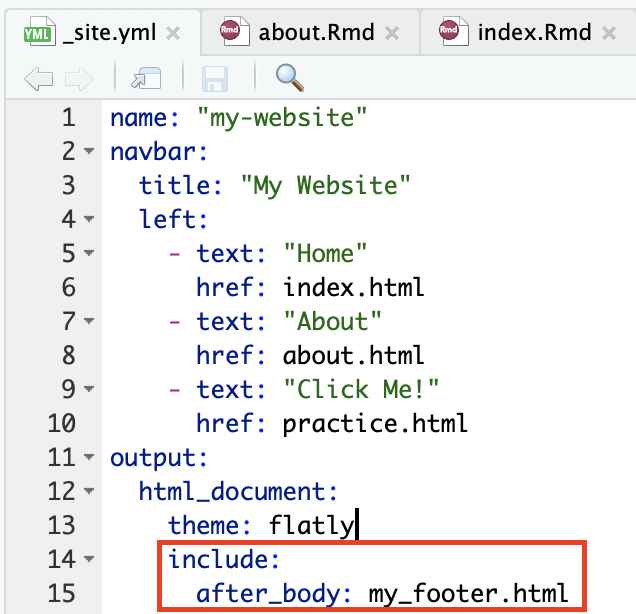 YML _site.yml × Rmd about.Rmd × Rmd index.Rmd ×
1 name: "my-website"
2 navbar:
3 title: "My Website"
4 left:
5 - text: "Home"
6 href: index.html
7 - text: "About"
8 href: about.html
9 - text: "Click Me!"
10 href: practice.html
11 output:
12 html_document:
13 theme: flatly
14 include:
15 after_body: my_footer.html